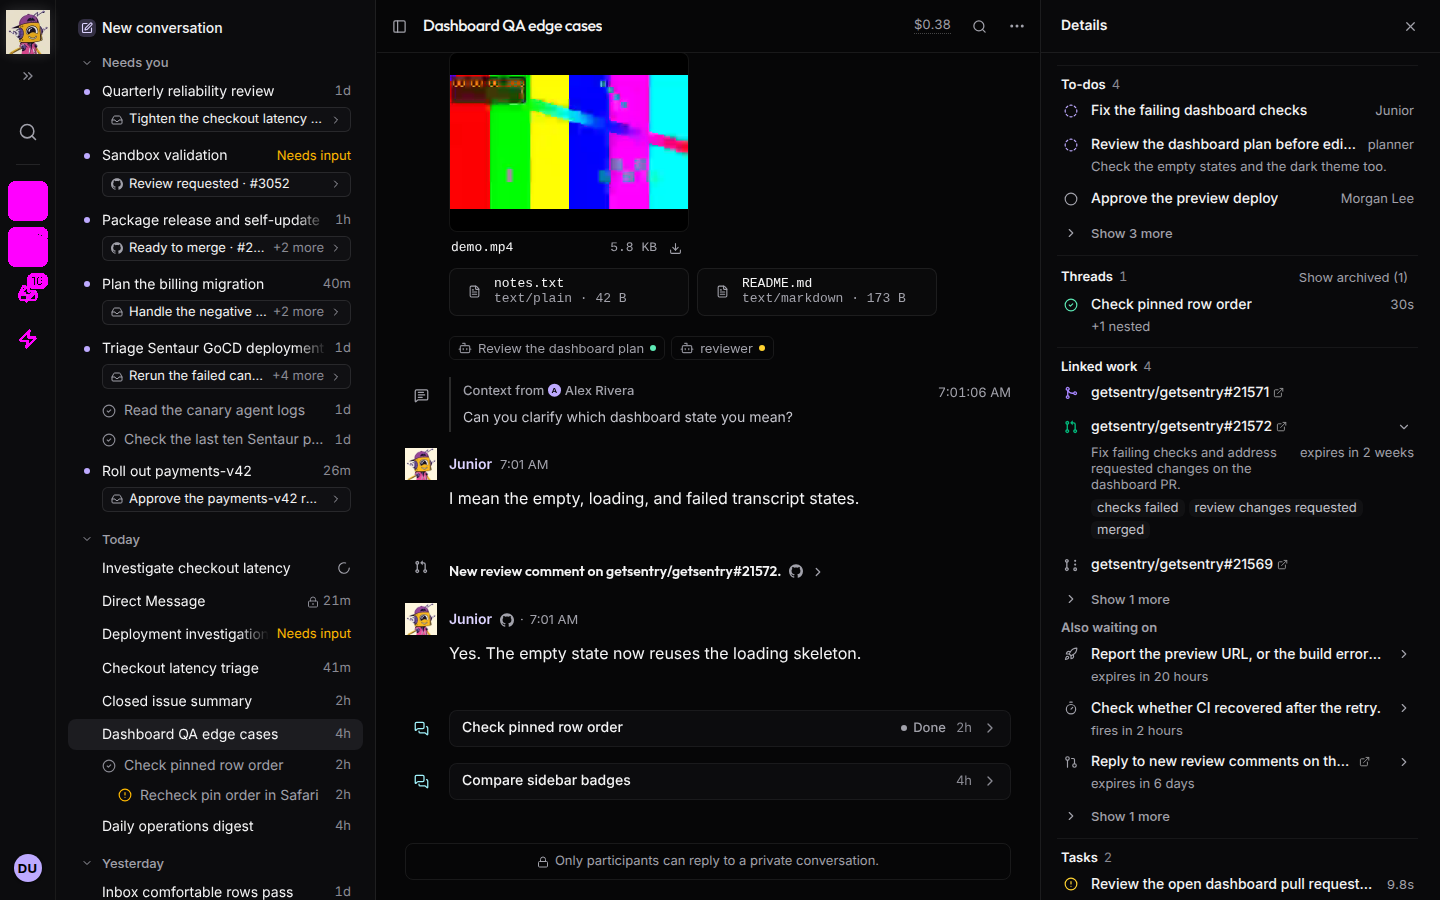 New conversation
Needs you
Quarterly reliability review 1d
Tighten the checkout latency ...
Sandbox validation Needs input
Review requested · #3052
Package release and self-update 1h
Ready to merge · #2... +2 more
Plan the billing migration 40m
Handle the negative ... +2 more
Triage Sentaur GoCD deployment 1d
Rerun the failed can... +4 more
Read the canary agent logs 1d
Check the last ten Sentaur p... 1d
Roll out payments-v42 26m
Approve the payments-v42 r...
Today
Investigate checkout latency
Direct Message 21m
Deployment investigation Needs input
Checkout latency triage 41m
Closed issue summary 2h
Dashboard QA edge cases 4h
Check pinned row order 2h
Recheck pin order in Safari 2h
Daily operations digest 4h
Yesterday
Inbox comfortable rows pass 1d
DU
Dashboard QA edge cases $0.38
demo.mp4 5.8 KB
notes.txt
text/plain · 42 B
README.md
text/markdown · 173 B
Review the dashboard plan
reviewer
Context from A Alex Rivera 7:01:06 AM
Can you clarify which dashboard state you mean?
Junior 7:01 AM
I mean the empty, loading, and failed transcript states.
New review comment on getsentry/getsentry#21572.
Junior · 7:01 AM
Yes. The empty state now reuses the loading skeleton.
Check pinned row order Done 2h
Compare sidebar badges 4h
Only participants can reply to a private conversation.
Details
To-dos 4
Fix the failing dashboard checks Junior
Review the dashboard plan before edi... planner
Check the empty states and the dark theme too.
Approve the preview deploy Morgan Lee
Show 3 more
Threads 1 Show archived (1)
Check pinned row order 30s
+1 nested
Linked work 4
getsentry/getsentry#21571
getsentry/getsentry#21572
Fix failing checks and address expires in 2 weeks
requested changes on the
dashboard PR.
checks failed review changes requested
merged
getsentry/getsentry#21569
Show 1 more
Also waiting on
Report the preview URL, or the build error...
expires in 20 hours
Check whether CI recovered after the retry.
fires in 2 hours
Reply to new review comments on th...
expires in 6 days
Show 1 more
Tasks 2
Review the open dashboard pull request... 9.8s